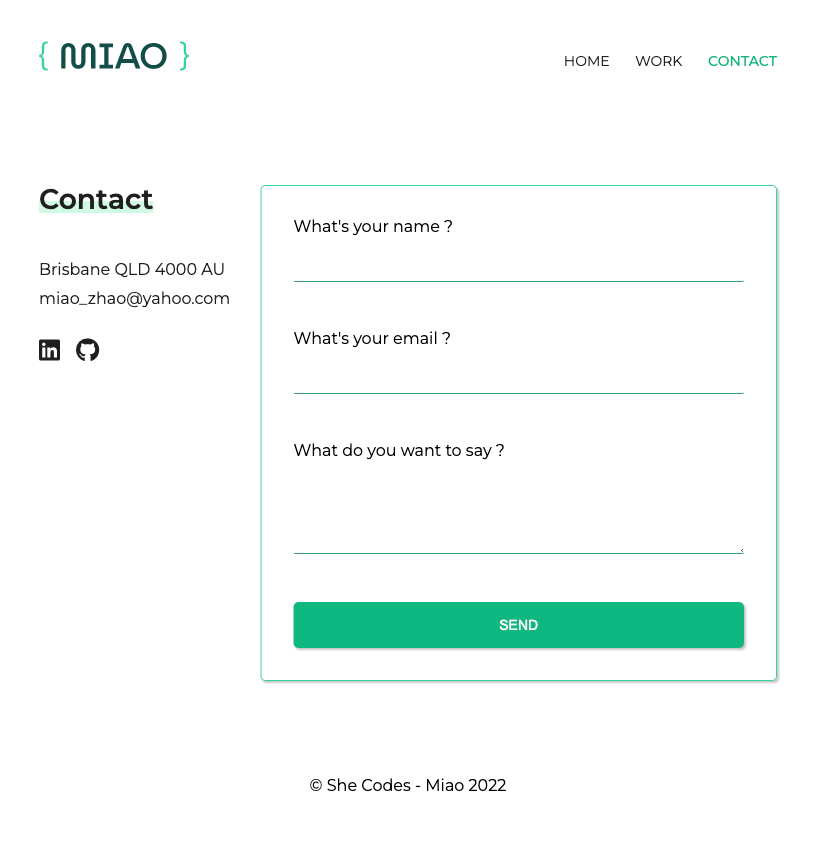 { MIAO }
HOME WORK CONTACT
Contact
Brisbane QLD 4000 AU
miao_zhao@yahoo.com
in
What's your name ?
What's your email ?
What do you want to say ?
SEND
© She Codes - Miao 2022